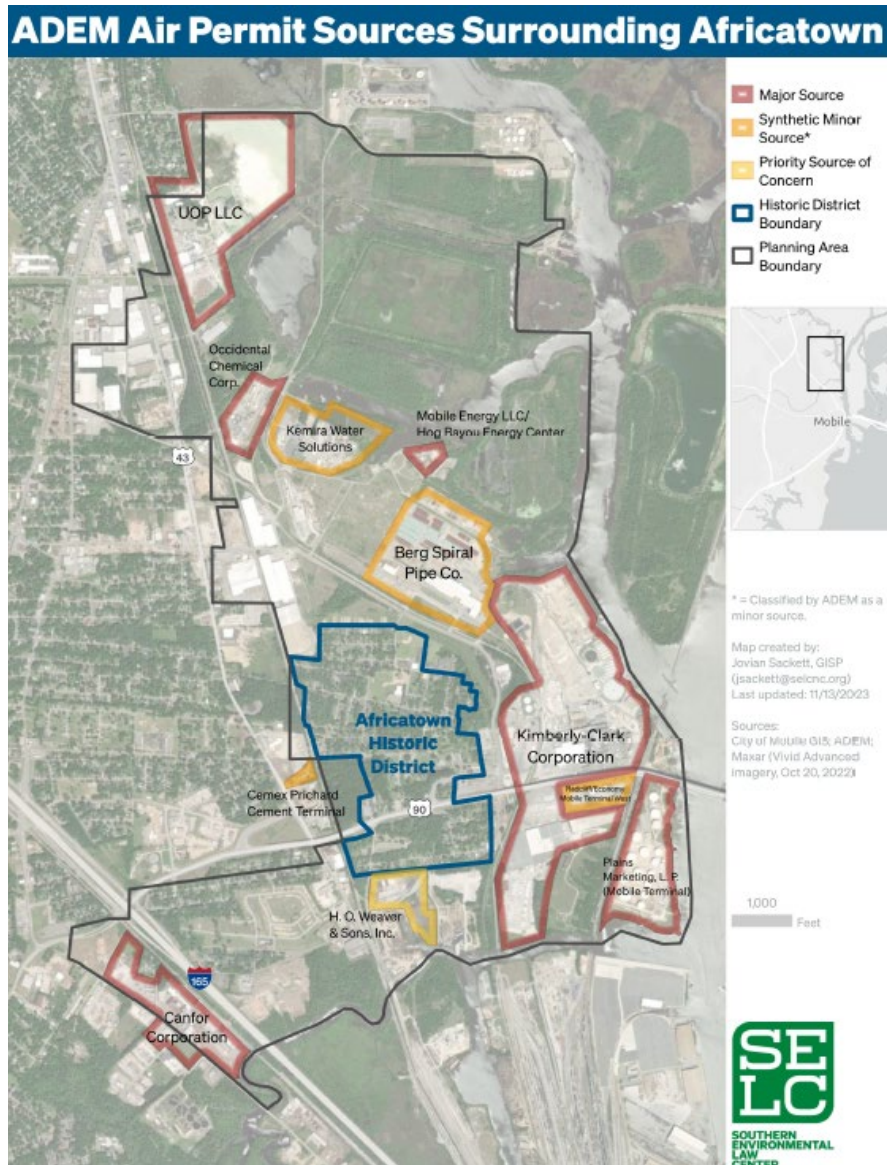 ADEM Air Permit Sources Surrounding Africatown
Major Source
Synthetic Minor
Source*
Priority Source of
Concern
Historic District
Boundary
Planning Area
Boundary
UOP LLC
Occidental
Chemical
Corp.
Kemira Water
Solutions
Mobile Energy LLC/
Hog Bayou Energy Center
43
Mobile
Berg Spiral
Pipe Co.
* = Classified by ADEM as a
minor source.
Map created by:
Jovian Sackett, GISP
(jsackett@selcnc.org)
Last updated: 11/13/2023
Sources:
City of Mobile GIS; ADEM;
Maxar (Vivid Advanced
Imagery, Oct 20, 2022)
Africatown
Historic
District
Kimberly-Clark
Corporation
Cemex Prichard
Cement Terminal
90
Mobile Terminal West
Plains
Marketing, L. P.
(Mobile Terminal)
H. O. Weaver
& Sons, Inc.
1,000
Feet
165
Canfor
Corporation
SE
LC
SOUTHERN
ENVIRONMENTAL
LAW
CENTER